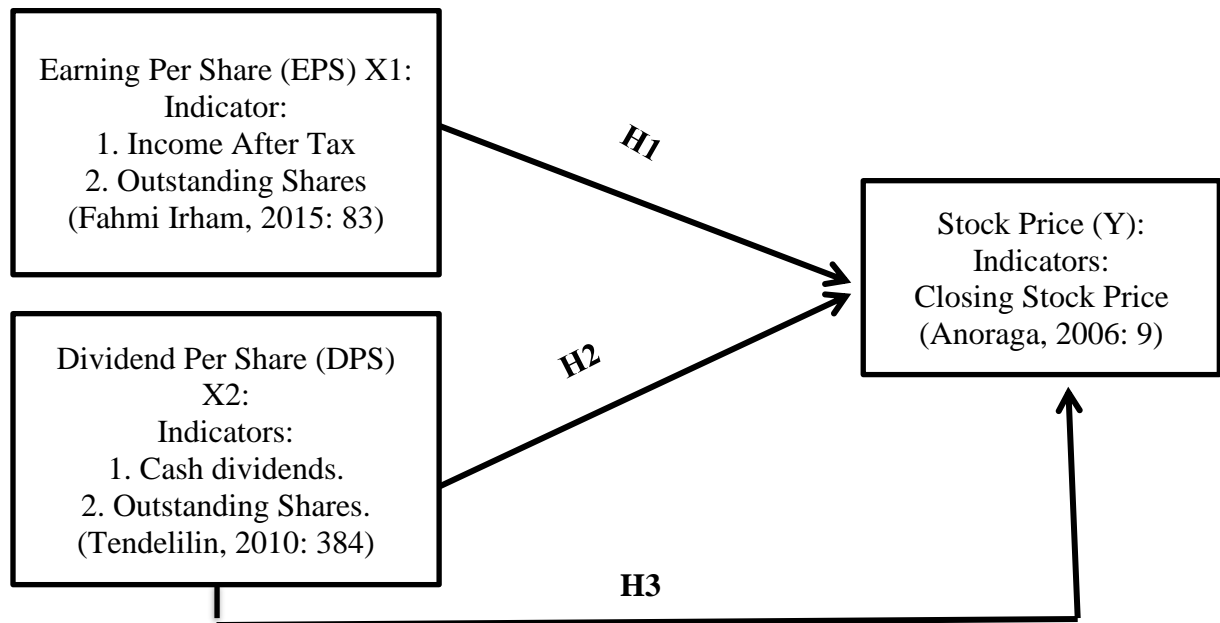 Earning Per Share (EPS) X1:
Indicator:
1. Income After Tax
2. Outstanding Shares
(Fahmi Irham, 2015: 83)
H1
Stock Price (Y):
Indicators:
Closing Stock Price
(Anoraga, 2006: 9)
Dividend Per Share (DPS)
X2:
Indicators:
1. Cash dividends.
2. Outstanding Shares.
(Tendelilin, 2010: 384)
H2
H3